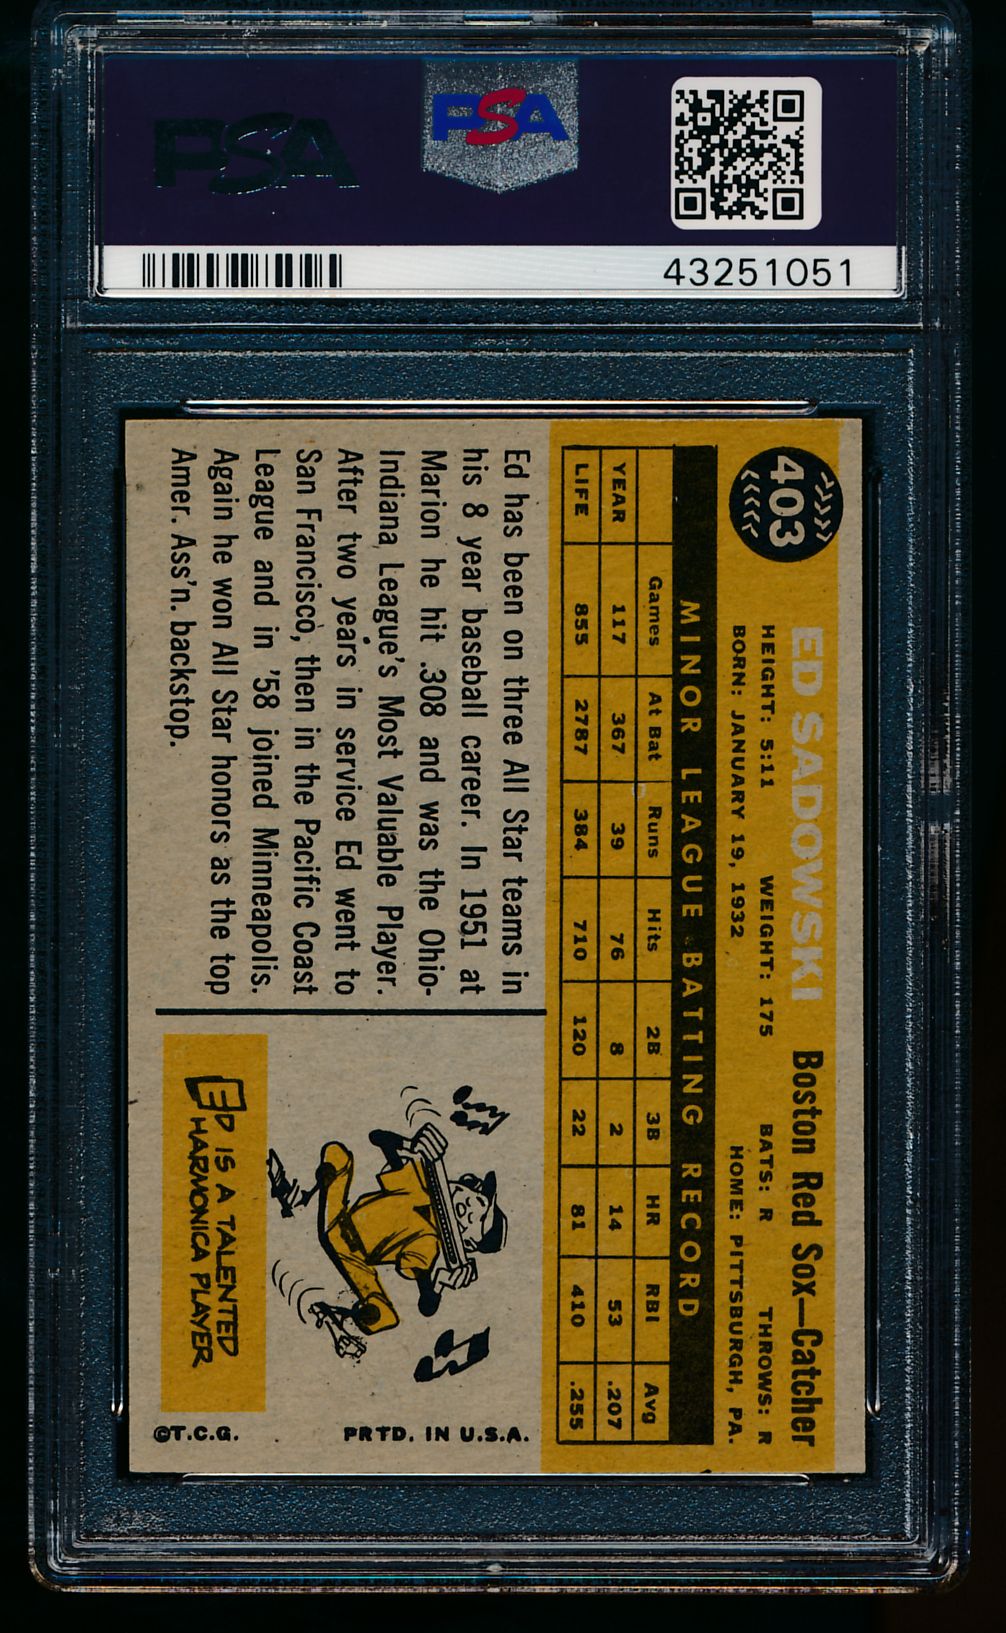 PSA
PSA
43251051
403
ED SADOWSKI Boston Red Sox—Catcher
HEIGHT: 5:11 WEIGHT: 175 BATS: R THROWS: R
BORN: JANUARY 19, 1932 HOME: PITTSBURGH, PA.
MINOR LEAGUE BATTING RECORD
Games At Bat Runs Hits 2B 3B HR RBI Avg
YEAR 117 367 39 76 8 2 14 53 .207
LIFE 855 2787 384 710 120 22 81 410 .255
Ed has been on three All Star teams in
his 8 year baseball career. In 1951 at
Marion he hit .308 and was the Ohio-
Indiana League's Most Valuable Player.
After two years in service Ed went to
San Francisco, then in the Pacific Coast
League and in '58 joined Minneapolis.
Again he won All Star honors as the top
Amer. Ass'n. backstop.
ED IS A TALENTED
HARMONICA PLAYER
PRTD. IN U.S.A.
©T.C.G.